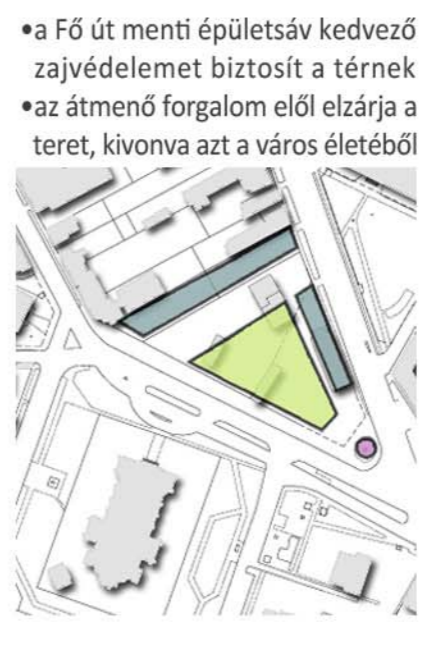 •a Fő út menti épületsáv kedvező
zajvédelemet biztosít a térnek
•az átmenő forgalom elől elzárja a
teret, kivonva azt a város életéből